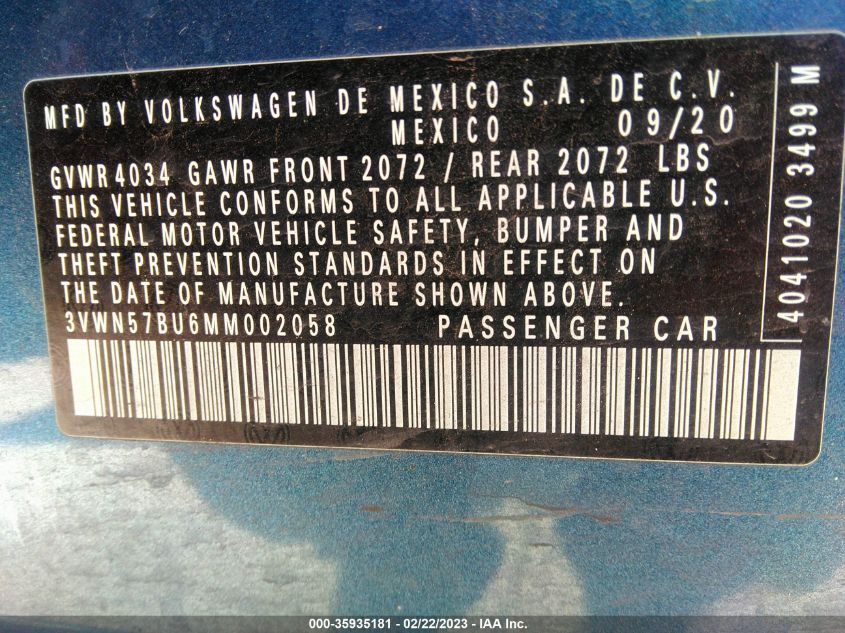 MFD BY VOLKSWAGEN DE MEXICO S.A. DE C.V.
MEXICO 09/20
GVWR 4034 GAWR FRONT 2072 / REAR 2072 LBS
THIS VEHICLE CONFORMS TO ALL APPLICABLE U.S.
FEDERAL MOTOR VEHICLE SAFETY, BUMPER AND
THEFT PREVENTION STANDARDS IN EFFECT ON
THE DATE OF MANUFACTURE SHOWN ABOVE.
3VWN57BU6MM002058 PASSENGER CAR
4041020 3499 M
000-35935181 - 02/22/2023 - IAA Inc.